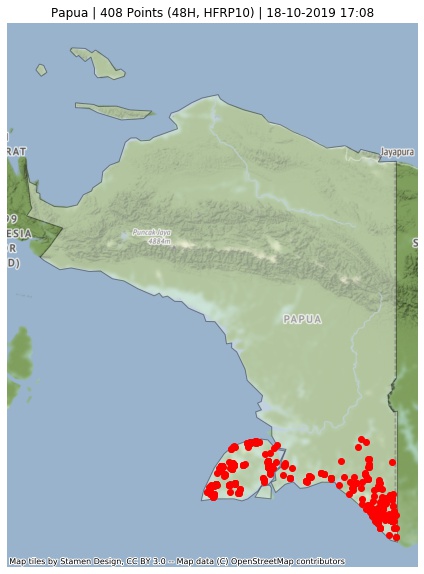 Papua | 408 Points (48H, HFRP10) | 18-10-2019 17:08
RAT
Jayapura
99
ESIA
R
D)
Puncak Jaya
4884m
S
PAPUA
Map tiles by Stamen Design, CC BY 3.0 -- Map data (C) OpenStreetMap contributors